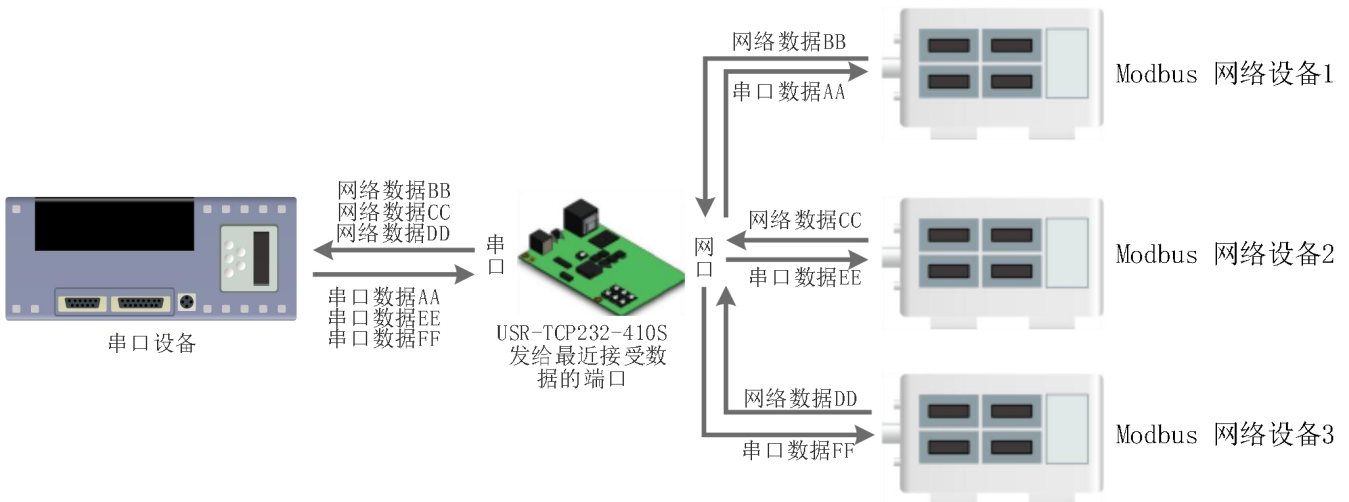 网络数据BB
串口数据AA
Modbus 网络设备1
网络数据BB
网络数据CC
网络数据DD
串口数据AA
串口数据EE
串口数据FF
串口设备
串口
USR-TCP232-410S
发给最近接受数
据的端口
网口
网络数据CC
串口数据EE
Modbus 网络设备2
网络数据DD
串口数据FF
Modbus 网络设备3